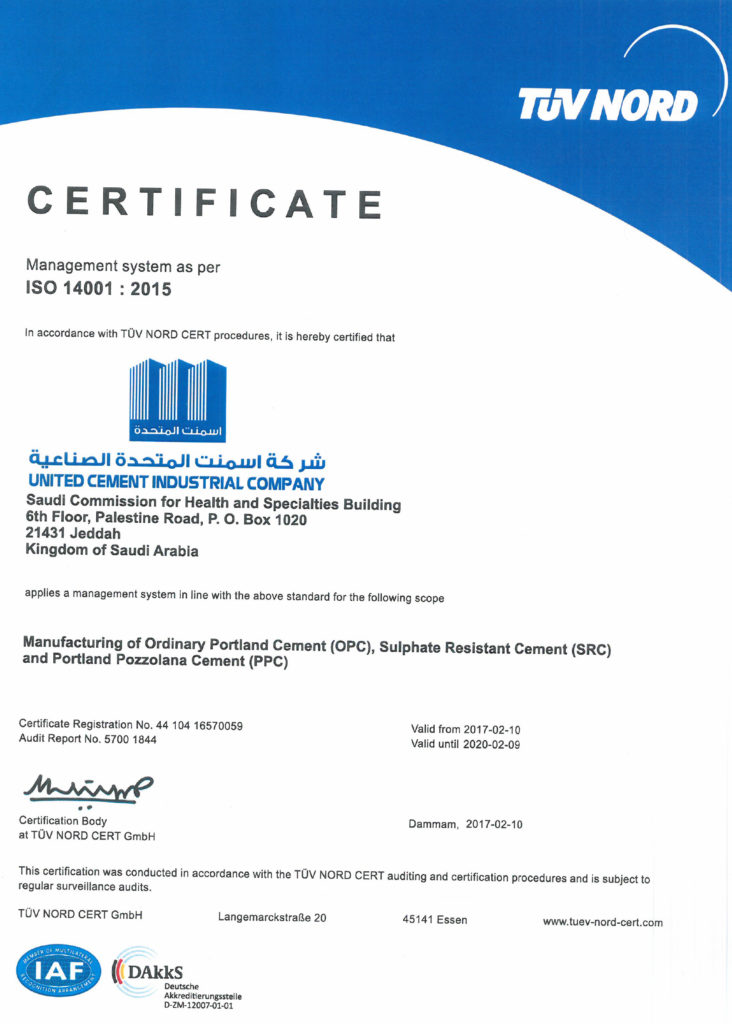 TÜV NORD
CERTIFICATE
Management system as per
ISO 14001 : 2015
In accordance with TÜV NORD CERT procedures, it is hereby certified that
اسمنت المتحدة
شركة اسمنت المتحدة الصناعية
UNITED CEMENT INDUSTRIAL COMPANY
Saudi Commission for Health and Specialties Building
6th Floor, Palestine Road, P. O. Box 1020
21431 Jeddah
Kingdom of Saudi Arabia
applies a management system in line with the above standard for the following scope
Manufacturing of Ordinary Portland Cement (OPC), Sulphate Resistant Cement (SRC)
and Portland Pozzolana Cement (PPC)
Certificate Registration No. 44 104 16570059
Audit Report No. 5700 1844
Valid from 2017-02-10
Valid until 2020-02-09
Certification Body
at TÜV NORD CERT GmbH
Dammam, 2017-02-10
This certification was conducted in accordance with the TÜV NORD CERT auditing and certification procedures and is subject to
regular surveillance audits.
TÜV NORD CERT GmbH Langemarckstraße 20 45141 Essen www.tuev-nord-cert.com
MEMBER OF MULTILATERAL
IAF
RECOGNITION ARRANGEMENT
DAkkS
Deutsche
Akkreditierungsstelle
D-ZM-12007-01-01